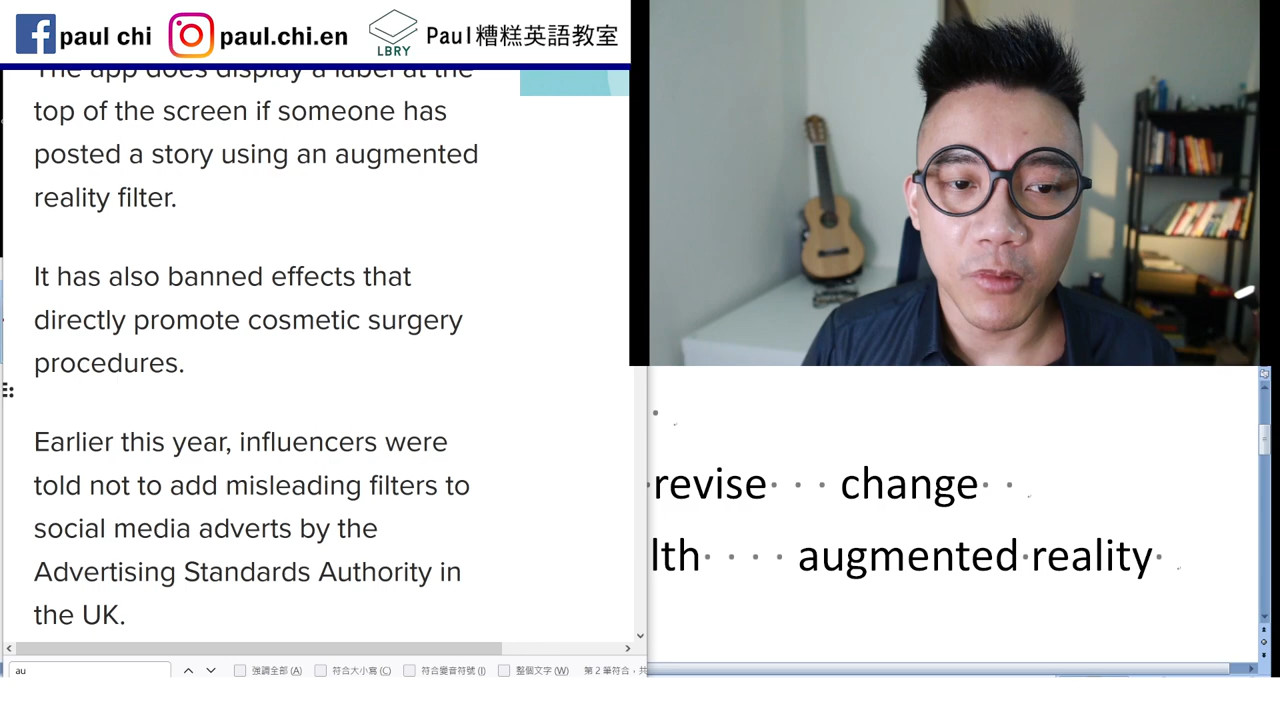 paul chi
paul.chi.en
LBRY
Paul糟糕英語教室
The app does display a label at the
top of the screen if someone has
posted a story using an augmented
reality filter.
It has also banned effects that
directly promote cosmetic surgery
procedures.
Earlier this year, influencers were
told not to add misleading filters to
social media adverts by the
Advertising Standards Authority in
the UK.
revise change
lth augmented reality
au
強調全部 (A)
符合大小寫 (C)
符合變音符號 (I)
整個文字 (W)
第 2 筆符合，共